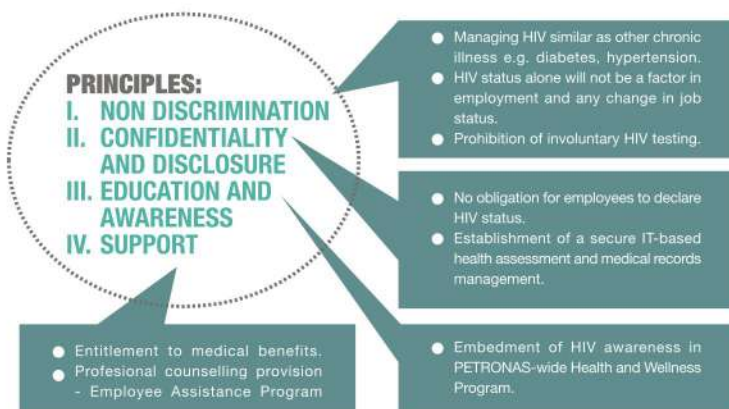 PRINCIPLES:
I. NON DISCRIMINATION
II. CONFIDENTIALITY
AND DISCLOSURE
III. EDUCATION AND
AWARENESS
IV. SUPPORT
● Managing HIV similar as other chronic
illness e.g. diabetes, hypertension.
● HIV status alone will not be a factor in
employment and any change in job
status.
● Prohibition of involuntary HIV testing.
● No obligation for employees to declare
HIV status.
● Establishment of a secure IT-based
health assessment and medical records
management.
● Embedment of HIV awareness in
PETRONAS-wide Health and Wellness
Program.
● Entitlement to medical benefits.
● Profesional counselling provision
- Employee Assistance Program